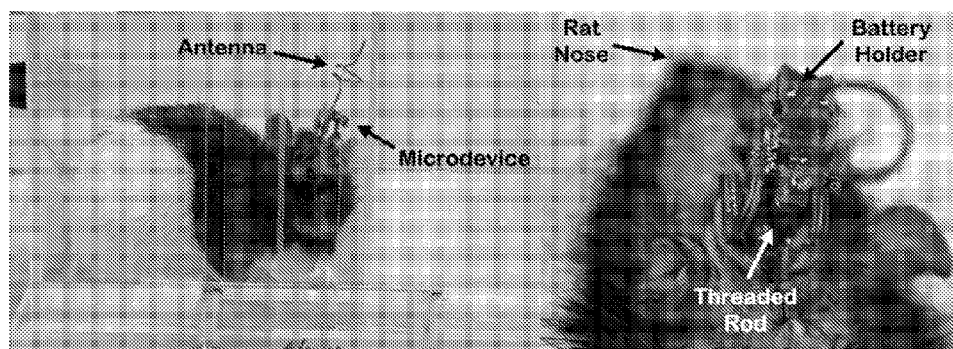 Antenna
Microdevice
Rat
Nose
Battery
Holder
Threaded
Rod